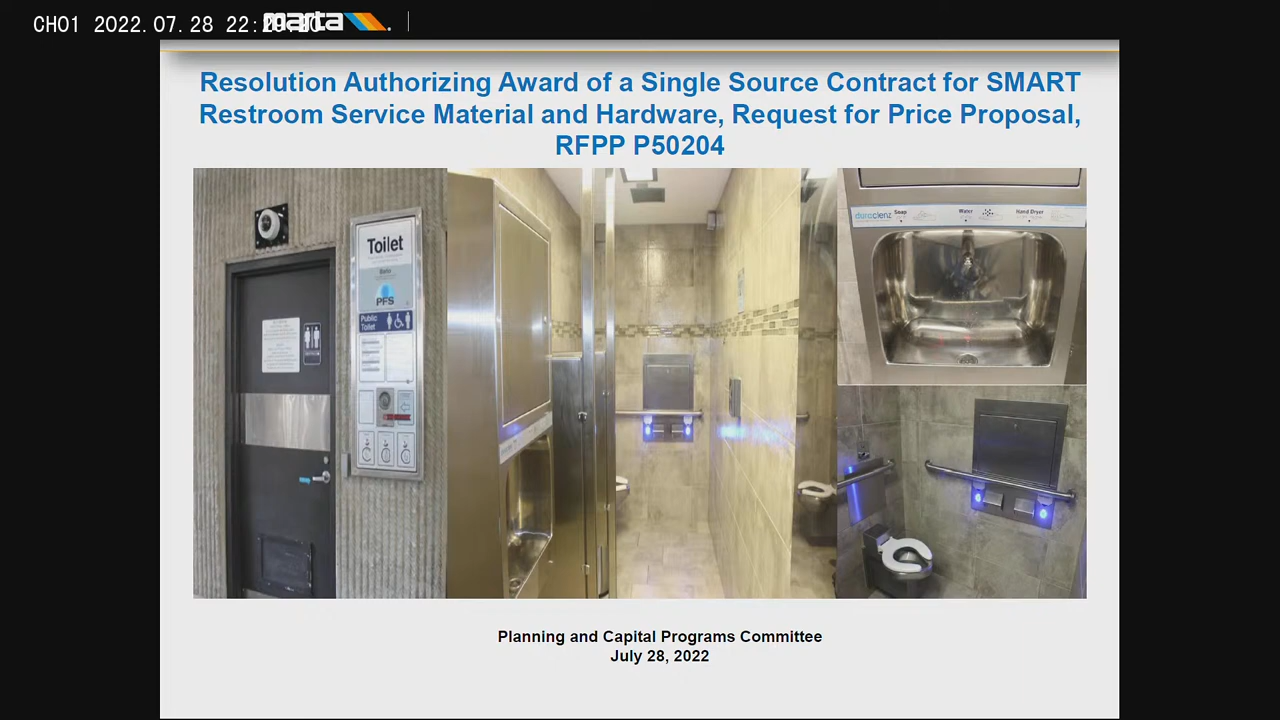 CH01 2022.07.28
marta
Resolution Authorizing Award of a Single Source Contract for SMART
Restroom Service Material and Hardware, Request for Price Proposal,
RFPP P50204
Toilet
PFS
Public
Toilet
duraclenz Soap Water Hand Dryer
Planning and Capital Programs Committee
July 28, 2022